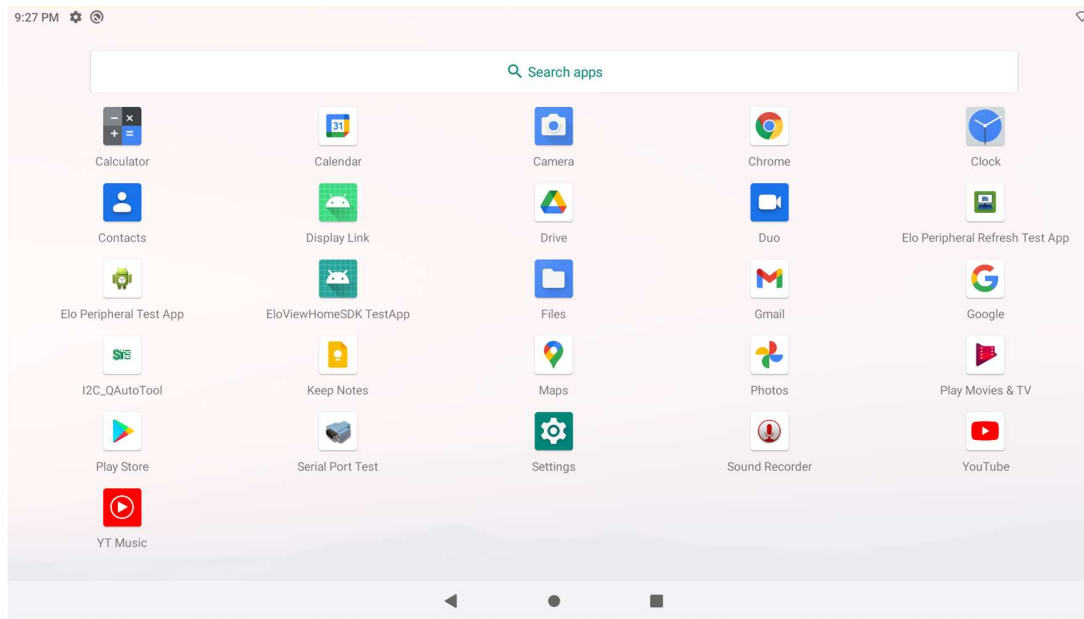 9:27 PM
Search apps
Calculator
Calendar
31
Camera
Chrome
Clock
Contacts
Display Link
Drive
Duo
Elo Peripheral Refresh Test App
Elo Peripheral Test App
EloViewHomeSDK TestApp
Files
Gmail
Google
I2C_QAutoTool
Keep Notes
Maps
Photos
Play Movies & TV
Play Store
Serial Port Test
Settings
Sound Recorder
YouTube
YT Music